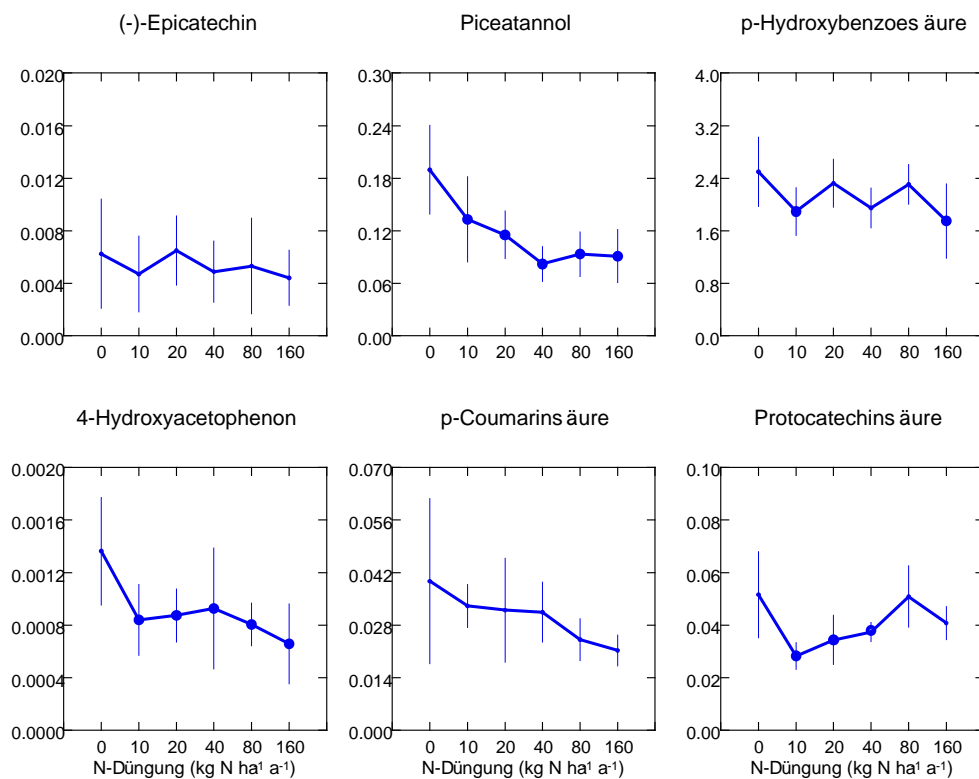 (-)-Epicatechin
0.020
0.016
0.012
0.008
0.004
0.000
0 10 20 40 80 160
Piceatannol
0.30
0.24
0.18
0.12
0.06
0.00
0 10 20 40 80 160
p-Hydroxybenzoes äure
4.0
3.2
2.4
1.6
0.8
0.0
0 10 20 40 80 160
4-Hydroxyacetophenon
0.0020
0.0016
0.0012
0.0008
0.0004
0.0000
0 10 20 40 80 160
N-Düngung (kg N ha¹ a⁻¹)
p-Coumarins äure
0.070
0.056
0.042
0.028
0.014
0.000
0 10 20 40 80 160
N-Düngung (kg N ha¹ a⁻¹)
Protocatechins äure
0.10
0.08
0.06
0.04
0.02
0.00
0 10 20 40 80 160
N-Düngung (kg N ha¹ a⁻¹)